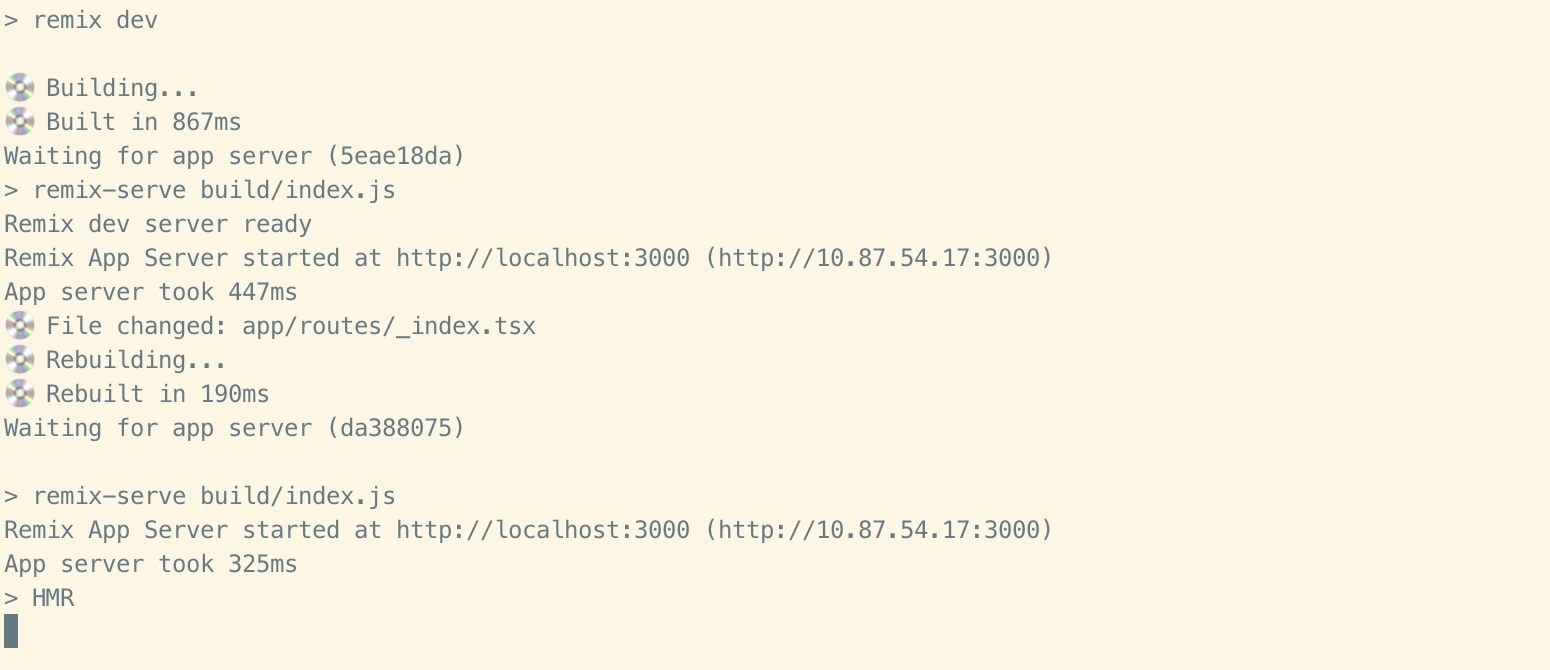 > remix dev
💿 Building...
💿 Built in 867ms
Waiting for app server (5eae18da)
> remix-serve build/index.js
Remix dev server ready
Remix App Server started at http://localhost:3000 (http://10.87.54.17:3000)
App server took 447ms
💿 File changed: app/routes/_index.tsx
💿 Rebuilding...
💿 Rebuilt in 190ms
Waiting for app server (da388075)
> remix-serve build/index.js
Remix App Server started at http://localhost:3000 (http://10.87.54.17:3000)
App server took 325ms
> HMR